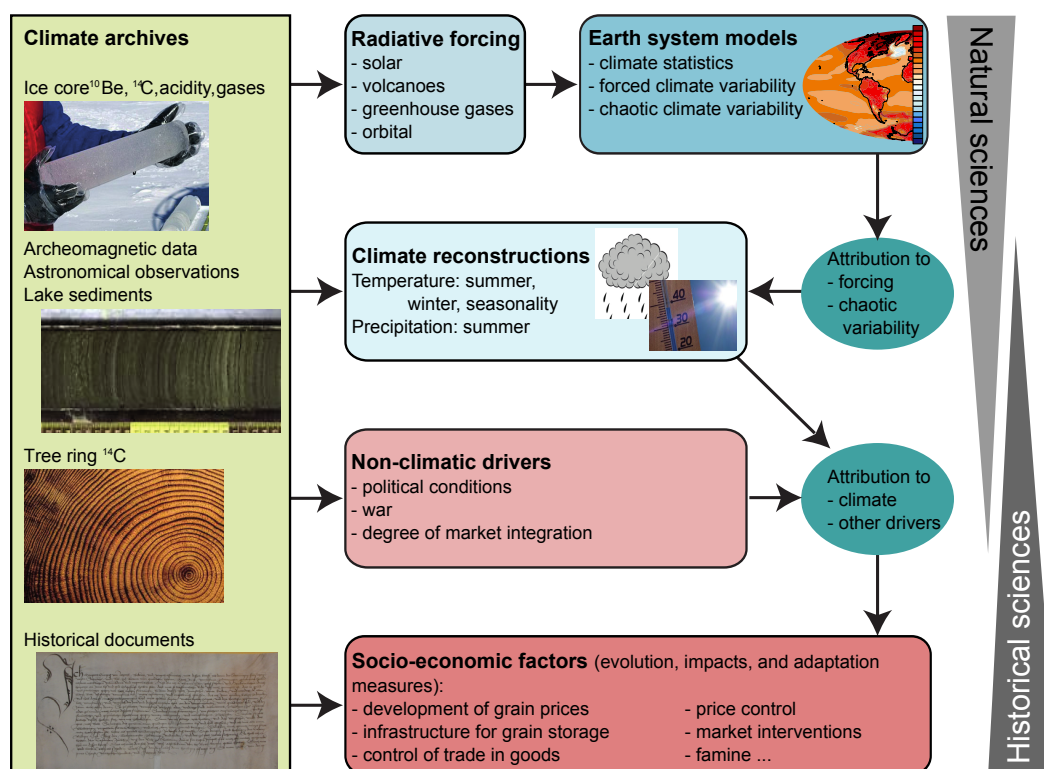 Climate archives
Ice core ¹⁰Be, ¹⁴C, acidity, gases
Archeomagnetic data
Astronomical observations
Lake sediments
Tree ring ¹⁴C
Historical documents
Radiative forcing
- solar
- volcanoes
- greenhouse gases
- orbital
Earth system models
- climate statistics
- forced climate variability
- chaotic climate variability
Climate reconstructions
Temperature: summer,
winter, seasonality
Precipitation: summer
40
30
20
Attribution to
- forcing
- chaotic
variability
Non-climatic drivers
- political conditions
- war
- degree of market integration
Attribution to
- climate
- other drivers
Socio-economic factors (evolution, impacts, and adaptation
measures):
- development of grain prices
- infrastructure for grain storage
- control of trade in goods
- price control
- market interventions
- famine ...
Natural sciences
Historical sciences